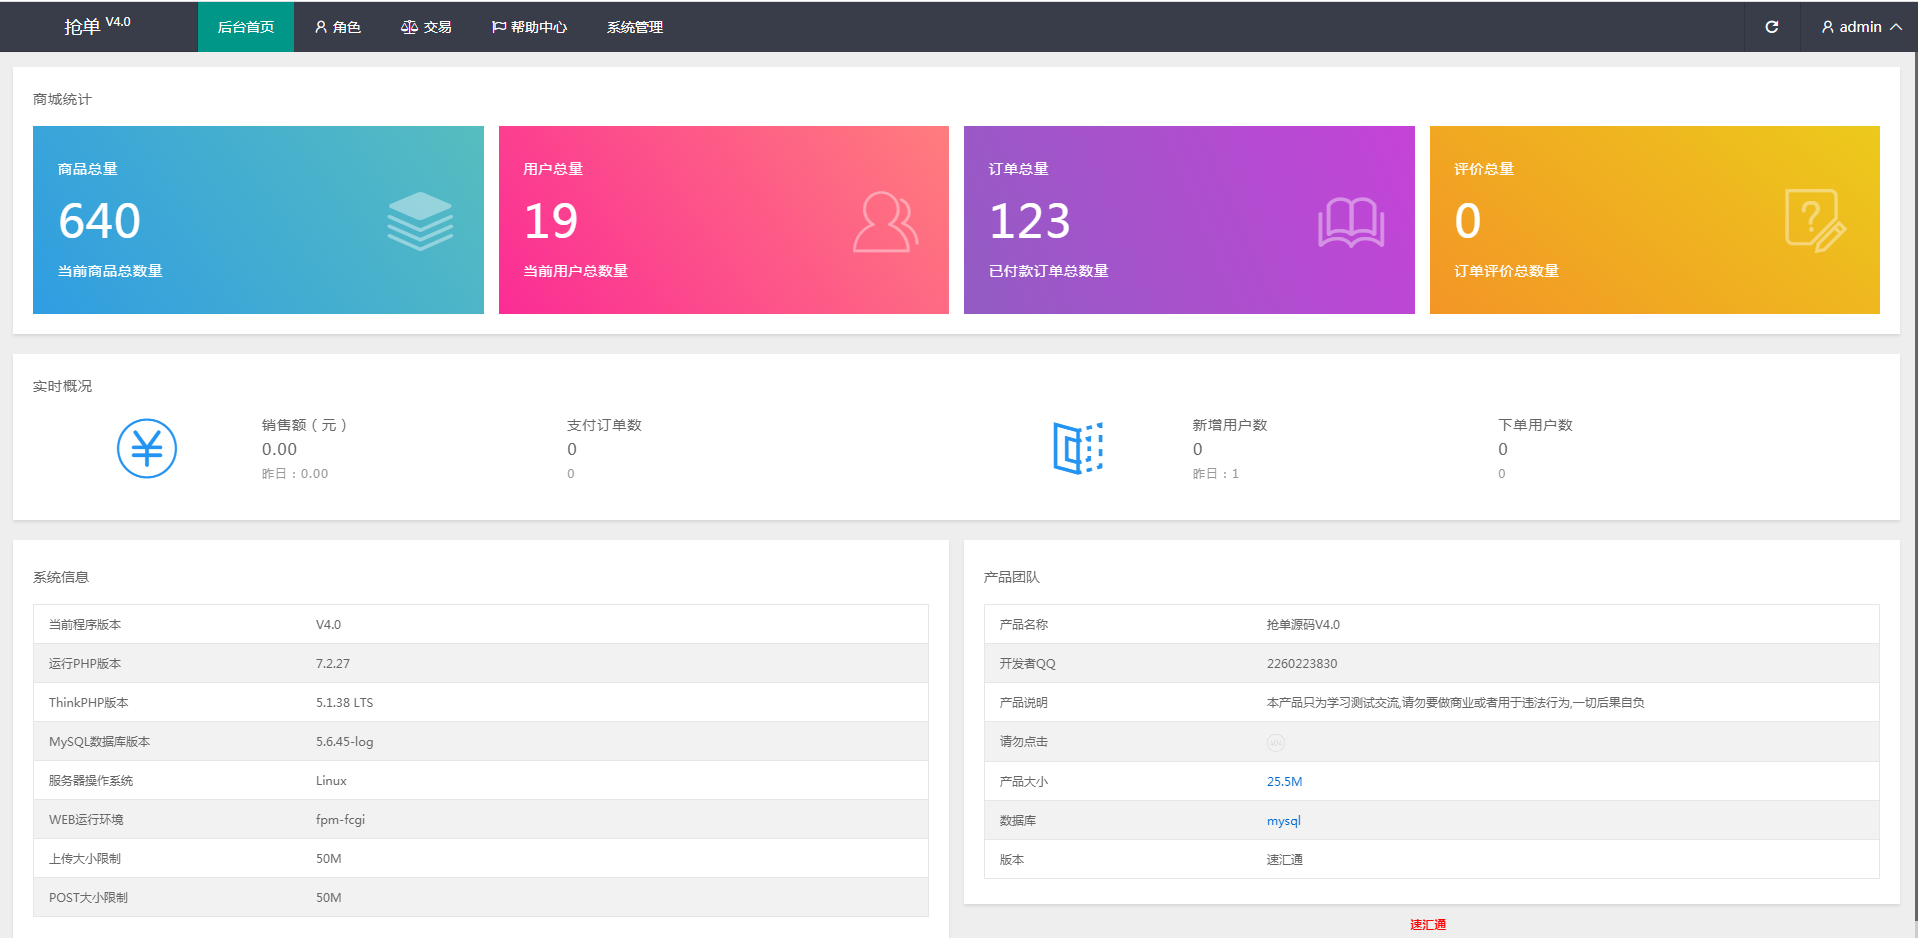 抢单 V4.0 后台首页 角色 交易 帮助中心 系统管理 admin
商城统计
商品总量
640
当前商品总数量
用户总量
19
当前用户总数量
订单总量
123
已付款订单总数量
评价总量
0
订单评价总数量
实时概况
销售额（元）
0.00
昨日：0.00
支付订单数
0
0
新增用户数
0
昨日：1
下单用户数
0
0
系统信息
当前程序版本 V4.0
运行PHP版本 7.2.27
ThinkPHP版本 5.1.38 LTS
MySQL数据库版本 5.6.45-log
服务器操作系统 Linux
WEB运行环境 fpm-fcgi
上传大小限制 50M
POST大小限制 50M
产品团队
产品名称 抢单源码V4.0
开发者QQ 2260223830
产品说明 本产品只为学习测试交流,请勿要做商业或者用于违法行为,一切后果自负
请勿点击
产品大小 25.5M
数据库 mysql
版本 速汇通
速汇通